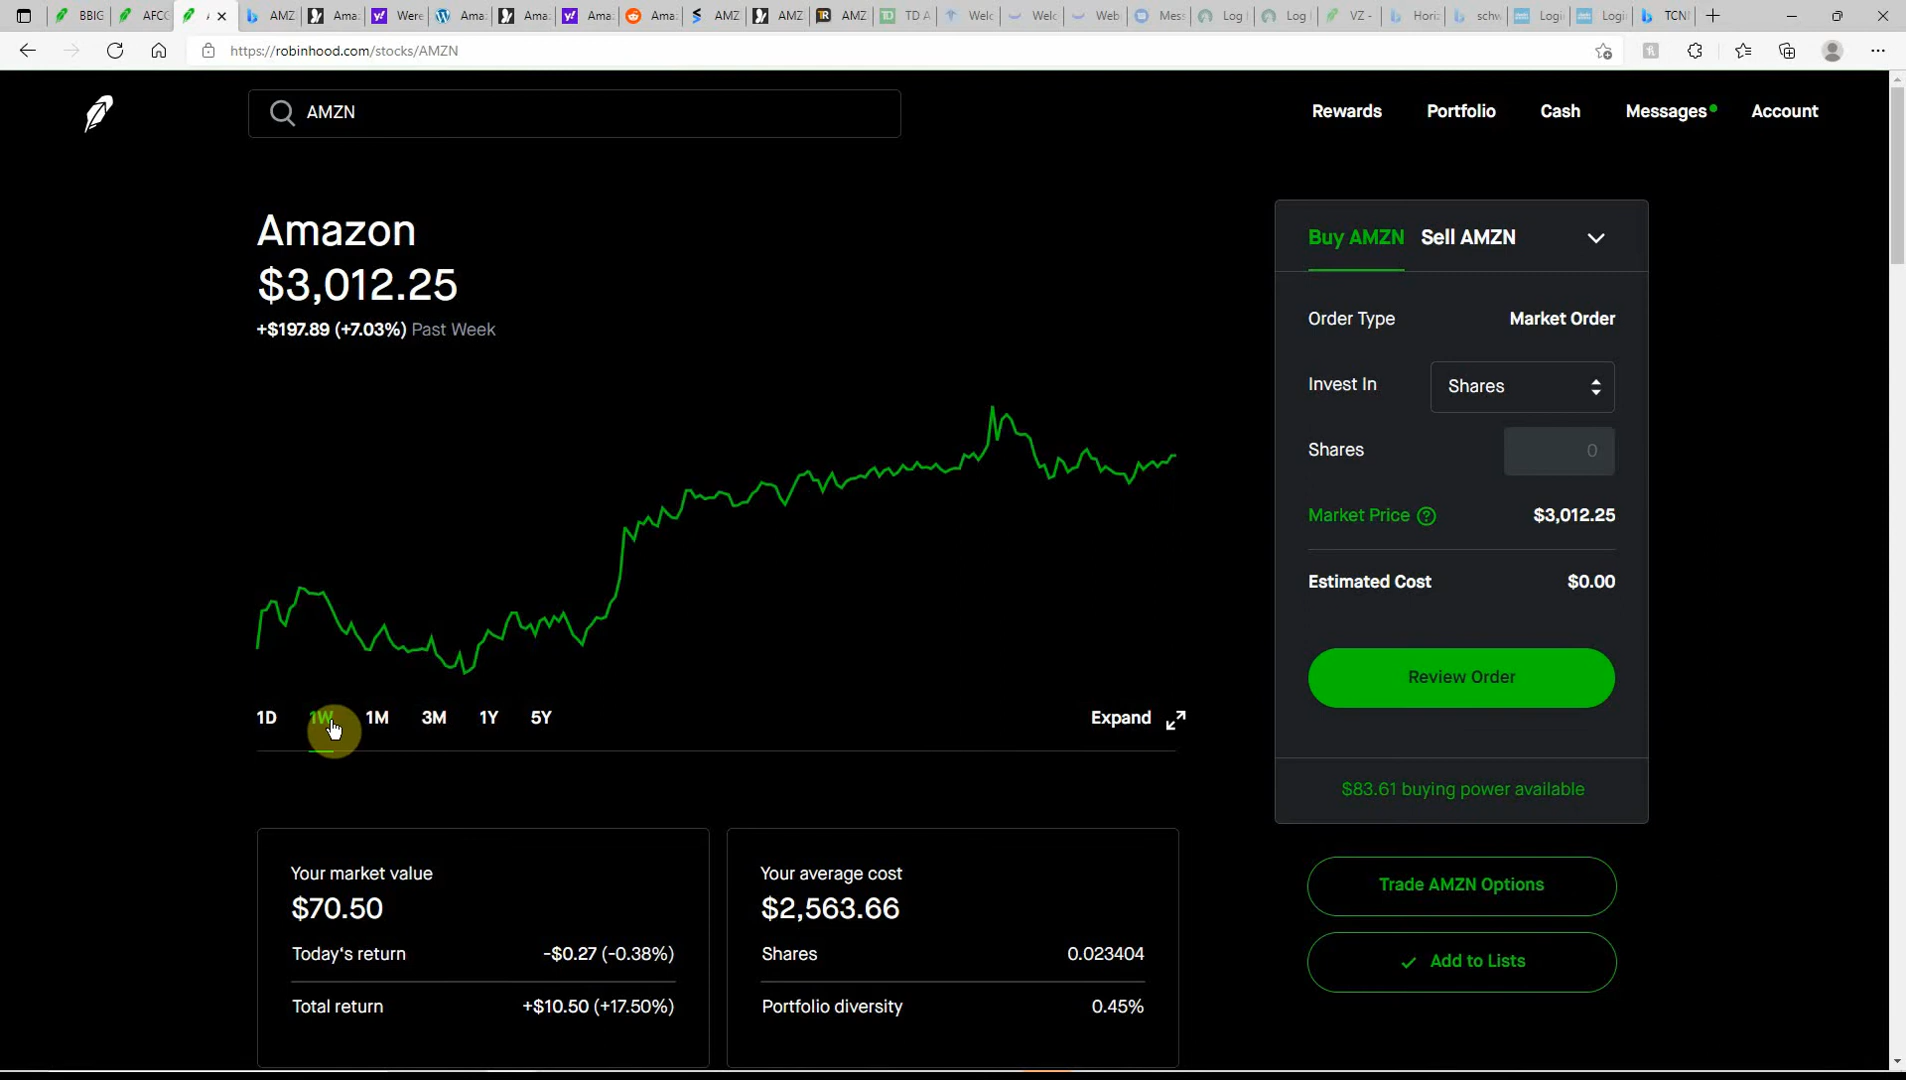 BBIG
AFCG
AMZ
Ama
Were
Ama
Ama
Ama
Ama
AMZ
AMZ
AMZ
TD A
Welc
Welc
Web
Mess
Log
Log
VZ -
Horiz
schw
Logi
Logi
TCN
https://robinhood.com/stocks/AMZN
AMZN
Rewards
Portfolio
Cash
Messages
Account
Amazon
$3,012.25
+$197.89 (+7.03%) Past Week
1D 1W 1M 3M 1Y 5Y
Expand
Buy AMZN Sell AMZN
Order Type Market Order
Invest In Shares
Shares 0
Market Price ? $3,012.25
Estimated Cost $0.00
Review Order
$83.61 buying power available
Trade AMZN Options
Add to Lists
Your market value
$70.50
Today's return -$0.27 (-0.38%)
Total return +$10.50 (+17.50%)
Your average cost
$2,563.66
Shares 0.023404
Portfolio diversity 0.45%